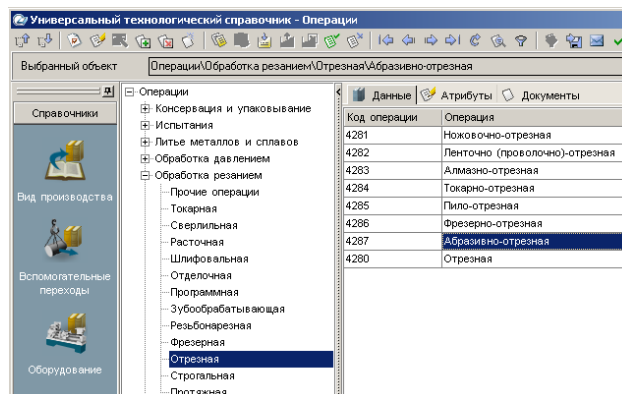 Универсальный технологический справочник - Операции
Выбранный объект
Операции\Обработка резанием\Отрезная\Абразивно-отрезная
Справочники
Вид производства
Вспомогательные
переходы
Оборудование
Операции
Консервация и упаковывание
Испытания
Литье металлов и сплавов
Обработка давлением
Обработка резанием
Прочие операции
Токарная
Сверлильная
Расточная
Шлифовальная
Отделочная
Программная
Зубообрабатывающая
Резьбонарезная
Фрезерная
Отрезная
Строгальная
Протяжная
Данные Атрибуты Документы
Код операции Операция
4281 Ножовочно-отрезная
4282 Ленточно (проволочно)-отрезная
4283 Алмазно-отрезная
4284 Токарно-отрезная
4285 Пило-отрезная
4286 Фрезерно-отрезная
4287 Абразивно-отрезная
4280 Отрезная